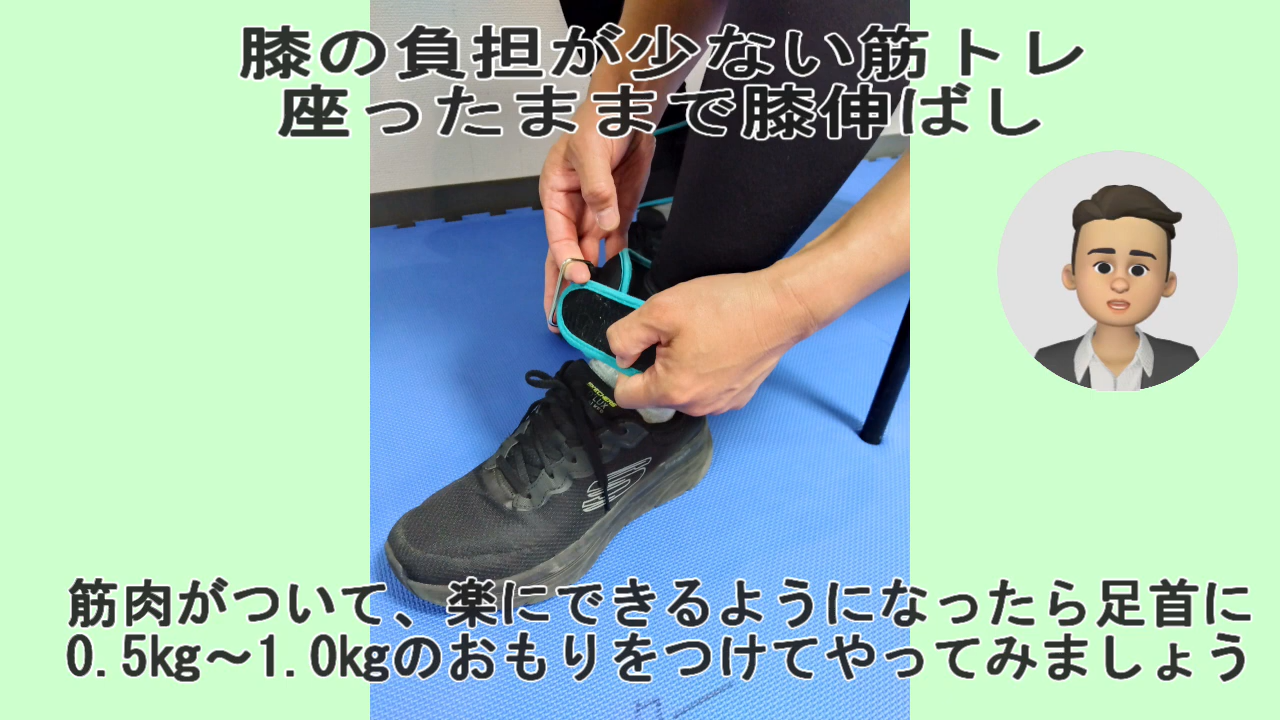 膝の負担が少ない筋トレ
座ったままで膝伸ばし
SKECHERS
LUX
筋肉がついて、楽にできるようになったら足首に
0.5kg～1.0kgのおもりをつけてやってみましょう